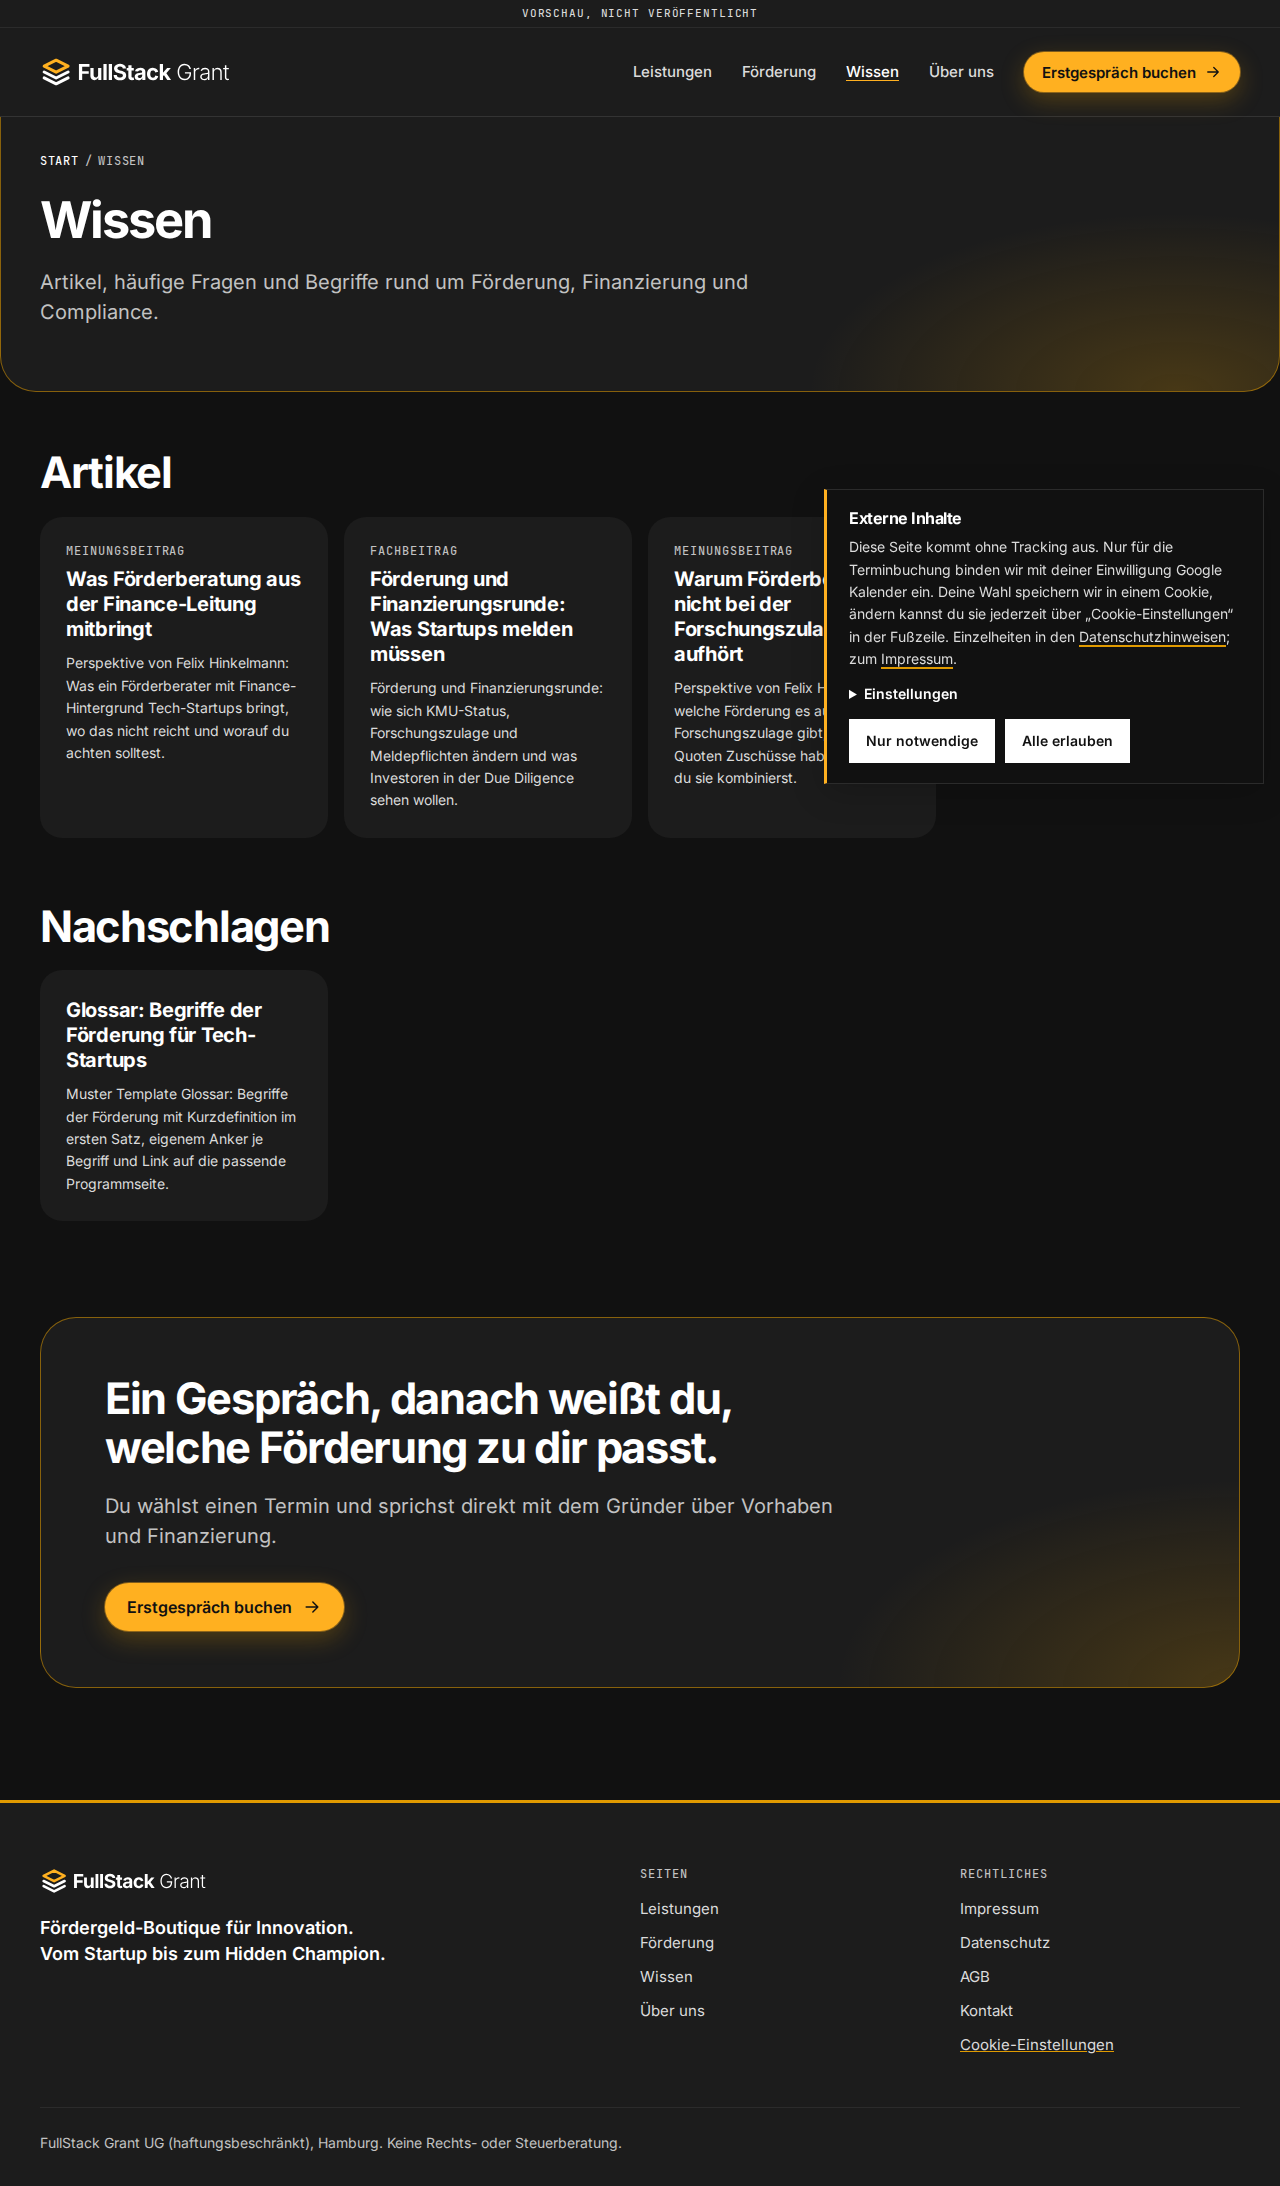 VORSCHAU, NICHT VERÖFFENTLICHT
FullStack Grant
Leistungen
Förderung
Wissen
Über uns
Erstgespräch buchen →
START / WISSEN
Wissen
Artikel, häufige Fragen und Begriffe rund um Förderung, Finanzierung und
Compliance.
Artikel
MEINUNGSBEITRAG
Was Förderberatung aus
der Finance-Leitung
mitbringt
Perspektive von Felix Hinkelmann:
Was ein Förderberater mit Finance-
Hintergrund Tech-Startups bringt,
wo das nicht reicht und worauf du
achten solltest.
FACHBEITRAG
Förderung und
Finanzierungsrunde:
Was Startups melden
müssen
Förderung und Finanzierungsrunde:
wie sich KMU-Status,
Forschungszulage und
Meldepflichten ändern und was
Investoren in der Due Diligence
sehen wollen.
MEINUNGSBEITRAG
Warum
nicht bei der
aufhört
Perspektive von Felix
welche Förderung es
Forschungszulage gibt
Quoten Zuschüsse
du sie kombinierst.
Externe Inhalte
Diese Seite kommt ohne Tracking aus. Nur für die
Terminbuchung binden wir mit deiner Einwilligung Google
Kalender ein. Deine Wahl speichern wir in einem Cookie,
ändern kannst du sie jederzeit über „Cookie-Einstellungen“
in der Fußzeile. Einzelheiten in den Datenschutzhinweisen;
zum Impressum.
▶ Einstellungen
Nur notwendige
Alle erlauben
Nachschlagen
Glossar: Begriffe der
Förderung für Tech-
Startups
Muster Template Glossar: Begriffe
der Förderung mit Kurzdefinition im
ersten Satz, eigenem Anker je
Begriff und Link auf die passende
Programmseite.
Ein Gespräch, danach weißt du,
welche Förderung zu dir passt.
Du wählst einen Termin und sprichst direkt mit dem Gründer über Vorhaben
und Finanzierung.
Erstgespräch buchen →
FullStack Grant
Fördergeld-Boutique für Innovation.
Vom Startup bis zum Hidden Champion.
SEITEN
Leistungen
Förderung
Wissen
Über uns
RECHTLICHES
Impressum
Datenschutz
AGB
Kontakt
Cookie-Einstellungen
FullStack Grant UG (haftungsbeschränkt), Hamburg. Keine Rechts- oder Steuerberatung.